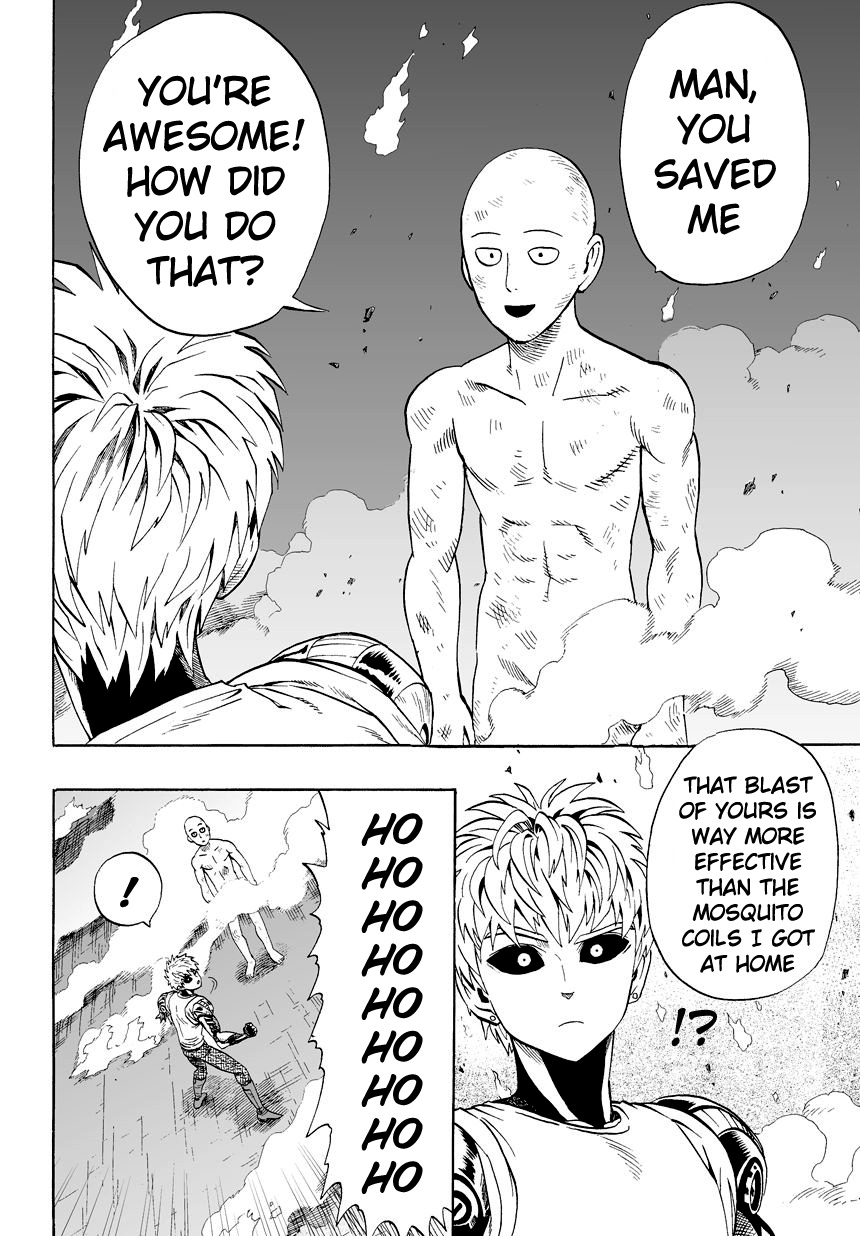 MAN,
YOU
SAVED
ME
YOU'RE
AWESOME!
HOW DID
YOU DO
THAT?
THAT BLAST
OF YOURS IS
WAY MORE
EFFECTIVE
THAN THE
MOSQUITO
COILS I GOT
AT HOME
!?
HO
HO
HO
HO
HO
HO
HO
HO
HO
!